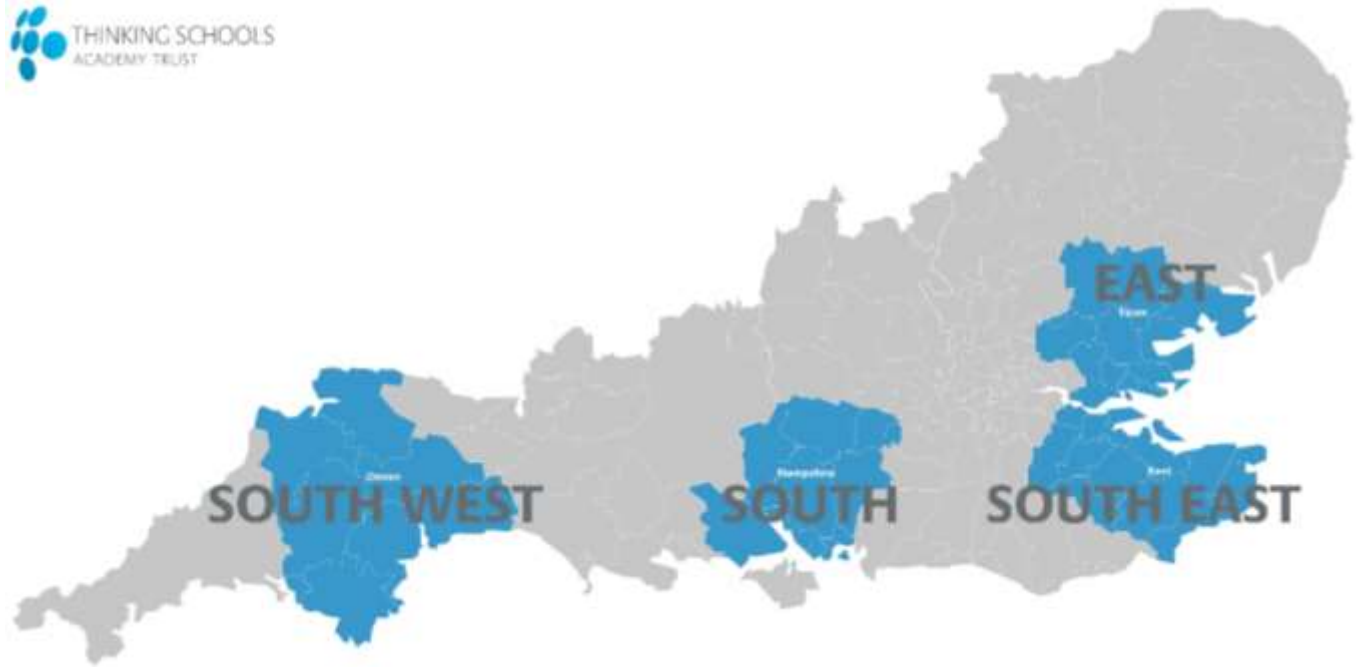 THINKING SCHOOLS
ACADEMY TRUST
EAST
Essex
Devon
Hampshire
Kent
SOUTH WEST
SOUTH
SOUTH EAST